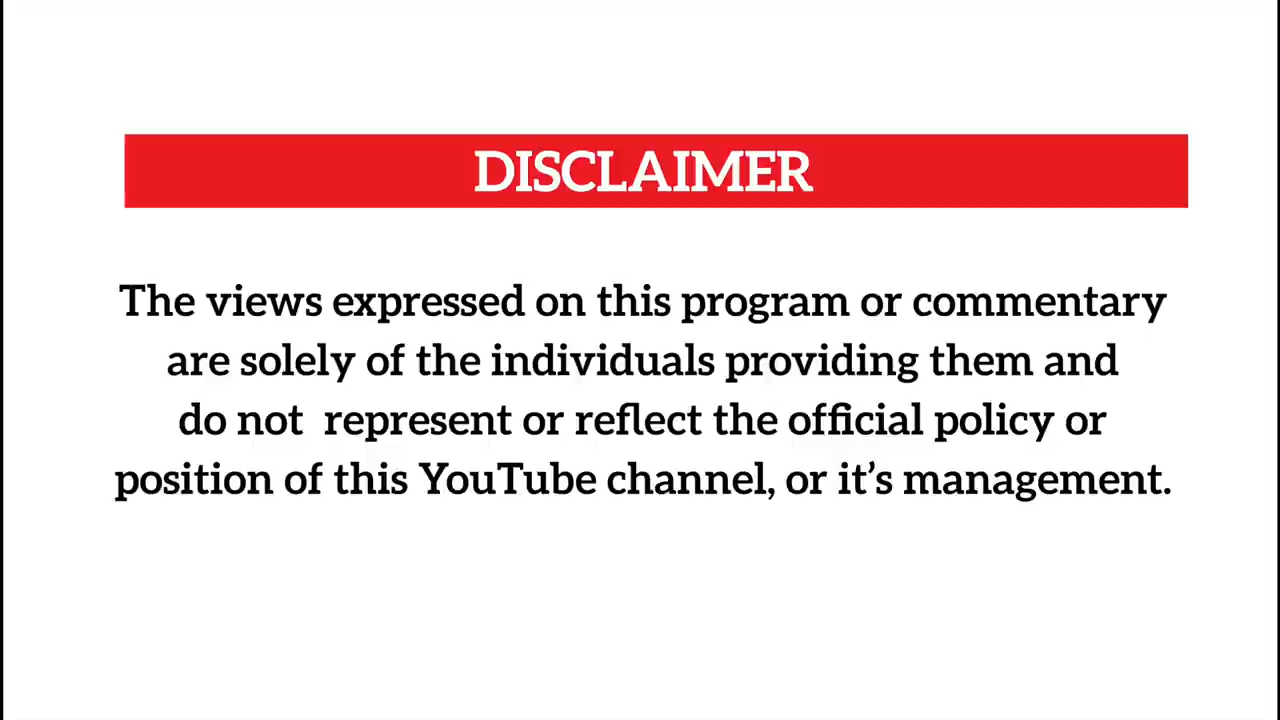 DISCLAIMER
The views expressed on this program or commentary
are solely of the individuals providing them and
do not  represent or reflect the official policy or
position of this YouTube channel, or it’s management.